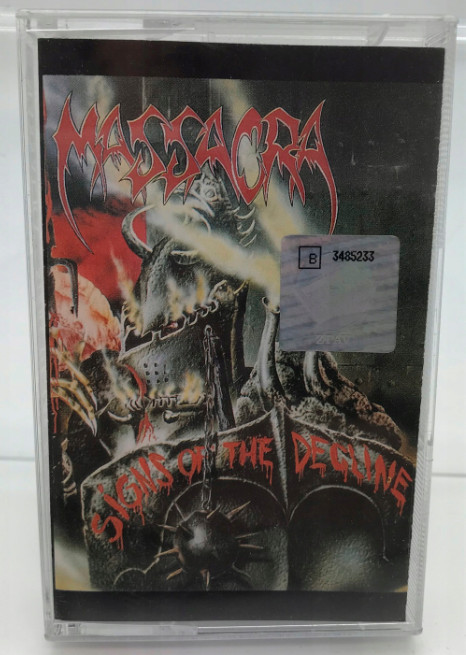 MASSACRA
B 3485233
SIGNS OF THE DECLINE